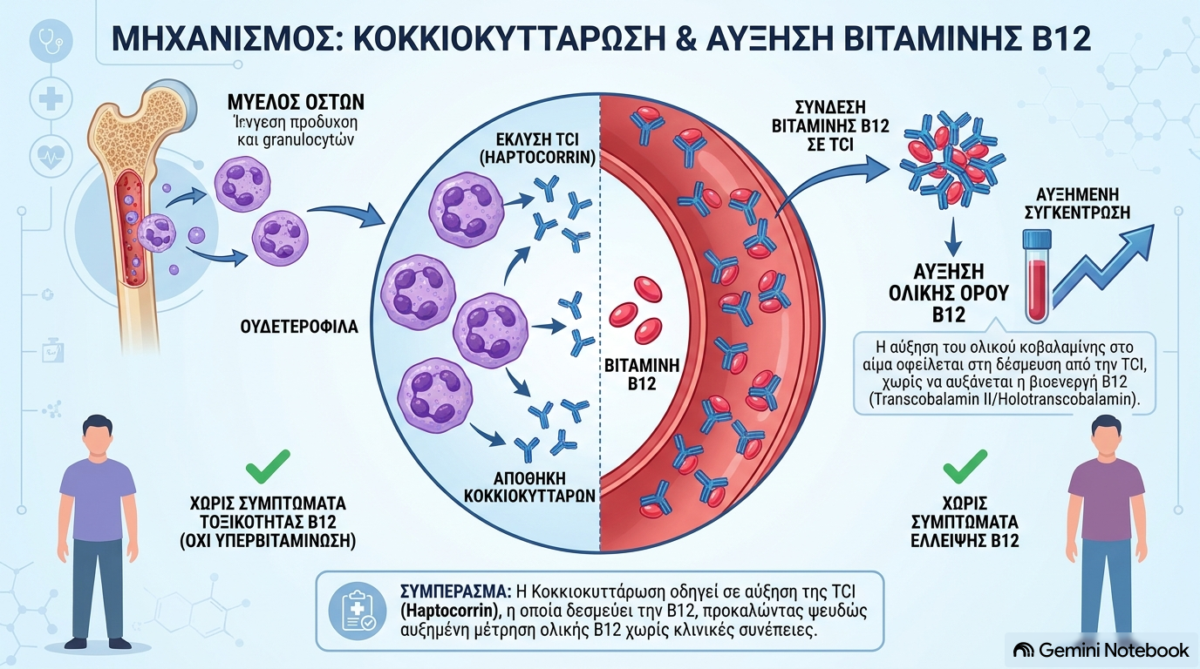 ΜΗΧΑΝΙΣΜΟΣ: ΚΟΚΚΙΟΚΥΤΤΑΡΩΣΗ & ΑΥΞΗΣΗ ΒΙΤΑΜΙΝΗΣ B12
ΜΥΕΛΟΣ ΟΣΤΩΝ
προδυχοη
και granulocytών
ΟΥΔΕΤΕΡΟΦΙΛΑ
ΕΚΛΥΣΗ TCI
(HAPTOCORRIN)
ΑΠΟΘΗΚΗ
ΚΟΚΚΙΟΚΥΤΤΑΡΩΝ
ΒΙΤΑΜΙΝΗ
B12
ΣΥΝΔΕΣΗ
ΒΙΤΑΜΙΝΗΣ B12
ΣΕ TCI
ΑΥΞΗΜΕΝΗ
ΣΥΓΚΕΝΤΡΩΣΗ
ΑΥΞΗΣΗ
ΟΛΙΚΗΣ ΟΡΟΥ
B12
Η αύξηση του ολικού κοβαλαμίνης στο
αίμα οφείλεται στη δέσμευση από την TCI,
χωρίς να αυξάνεται η βιοενεργή B12
(Transcobalamin II/Holotranscobalamin).
ΧΩΡΙΣ ΣΥΜΠΤΩΜΑΤΑ
ΤΟΞΙΚΟΤΗΤΑΣ B12
(ΟΧΙ ΥΠΕΡΒΙΤΑΜΙΝΩΣΗ)
ΧΩΡΙΣ
ΣΥΜΠΤΩΜΑΤΑ
ΕΛΛΕΙΨΗΣ B12
ΣΥΜΠΕΡΑΣΜΑ: Η Κοκκιοκυττάρωση οδηγεί σε αύξηση της TCI
(Haptocorrin), η οποία δεσμεύει την B12, προκαλώντας ψευδώς
αυξημένη μέτρηση ολικής B12 χωρίς κλινικές συνέπειες.
Gemini Notebook